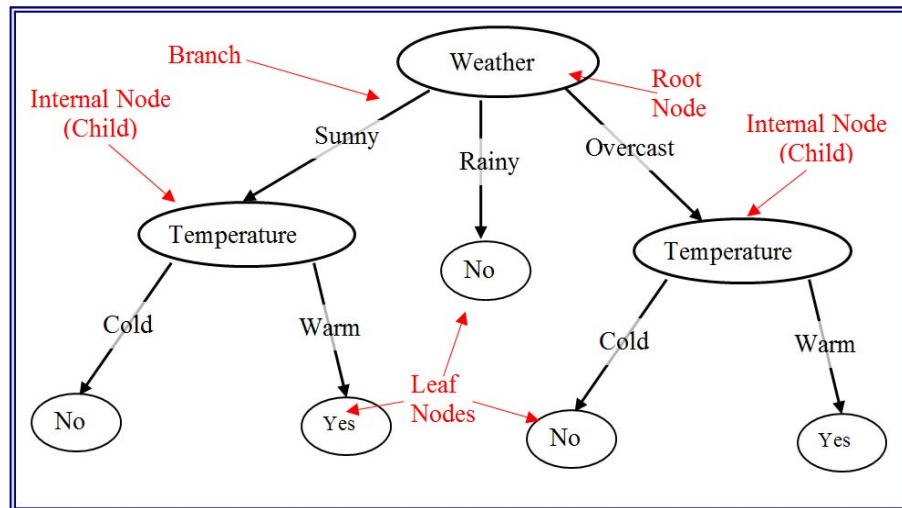 Weather
Branch
Root
Node
Internal Node
(Child)
Internal Node
(Child)
Sunny
Rainy
Overcast
Temperature
Temperature
No
Cold
Warm
Cold
Warm
Leaf
Nodes
No
Yes
No
Yes